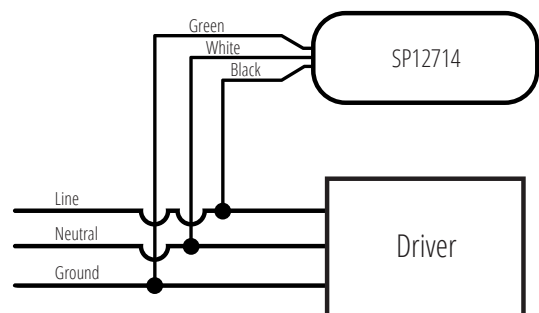 Green
White
Black
SP12714
Line
Neutral
Ground
Driver